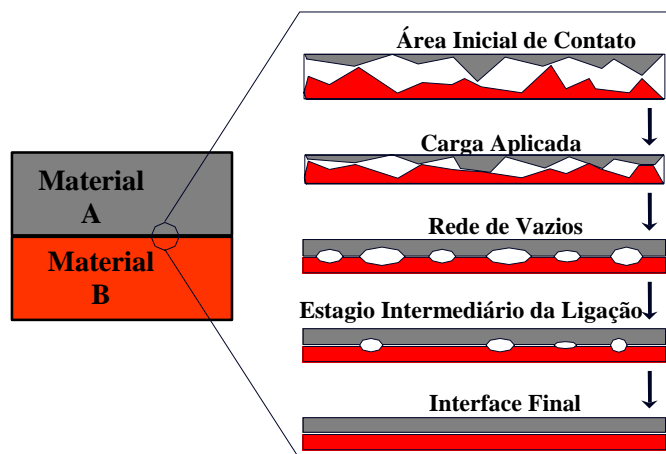 Material
A
Material
B
Área Inicial de Contato
Carga Aplicada
Rede de Vazios
Estagio Intermediário da Ligação
Interface Final